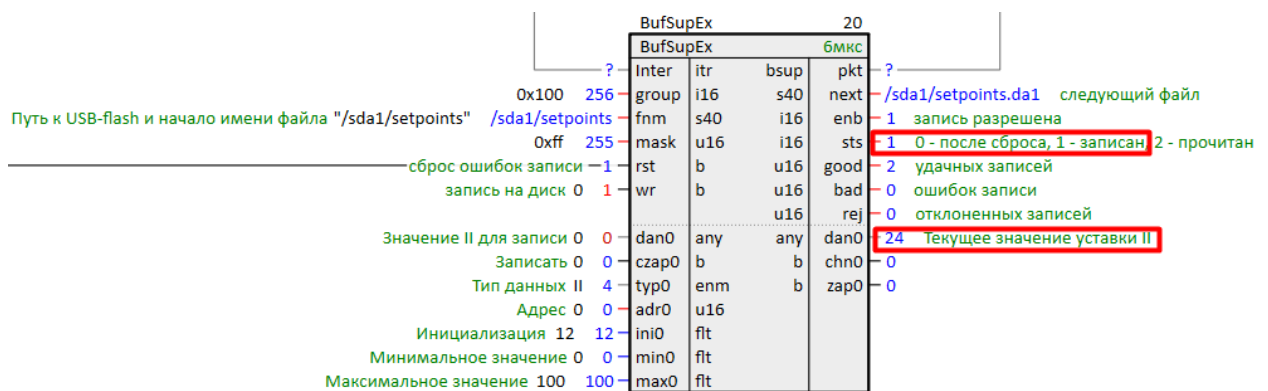 BufSupEx 20
BufSupEx 6мкс
? Inter itr bsup pkt ?
0x100 256 group i16 s40 next /sda1/setpoints.da1 следующий файл
Путь к USB-flash и начало имени файла "/sda1/setpoints" /sda1/setpoints fnm s40 i16 enb 1 запись разрешена
0xff 255 mask u16 i16 sts 1 0 - после сброса, 1 - записан, 2 - прочитан
сброс ошибок записи 1 rst b u16 good 2 удачных записей
запись на диск 0 1 wr b u16 bad 0 ошибок записи
u16 rej 0 отклоненных записей
Значение II для записи 0 0 dan0 any any dan0 24 Текущее значение уставки II
Записать 0 0 czap0 b b chn0 0
Тип данных II 4 typ0 enm b zap0 0
Адрес 0 0 adr0 u16
Инициализация 12 12 ini0 flt
Минимальное значение 0 0 min0 flt
Максимальное значение 100 100 max0 flt